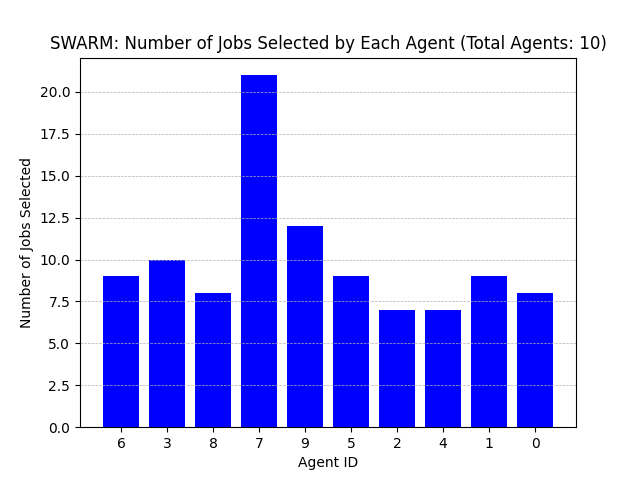 SWARM: Number of Jobs Selected by Each Agent (Total Agents: 10)
Number of Jobs Selected
20.0
17.5
15.0
12.5
10.0
7.5
5.0
2.5
0.0
6 3 8 7 9 5 2 4 1 0
Agent ID